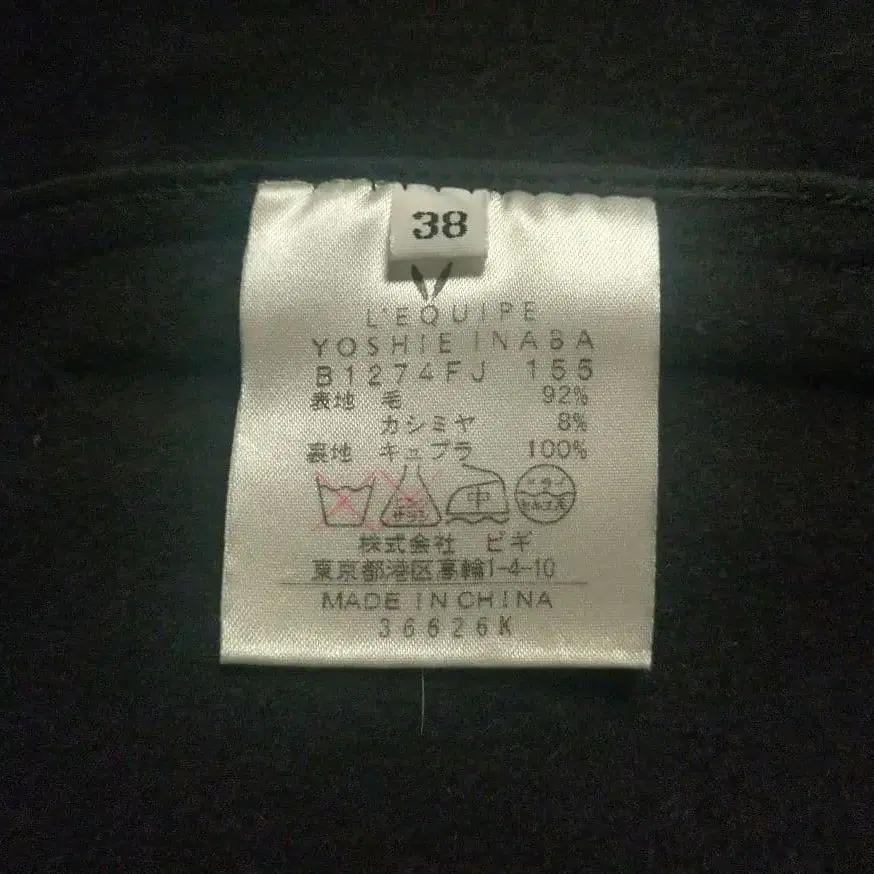 38
L'EQUIPE
YOSHIE INABA
B1274FJ 155
表地 毛 92%
カシミヤ 8%
裏地 キュプラ 100%
中
株式会社 ビギ
東京都港区高輪1-4-10
MADE IN CHINA
36626K